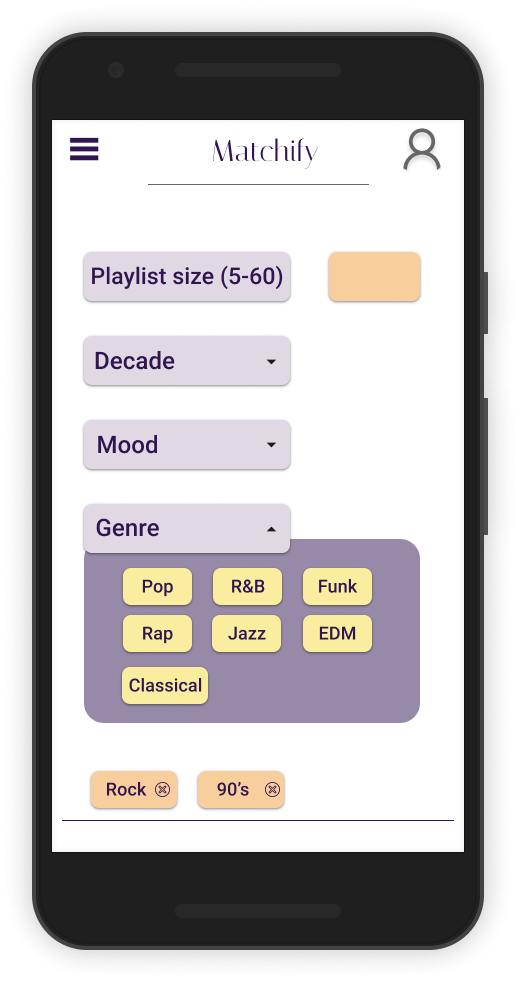 Matchify
Playlist size (5-60)
Decade
Mood
Genre
Pop R&B Funk
Rap Jazz EDM
Classical
Rock 90's